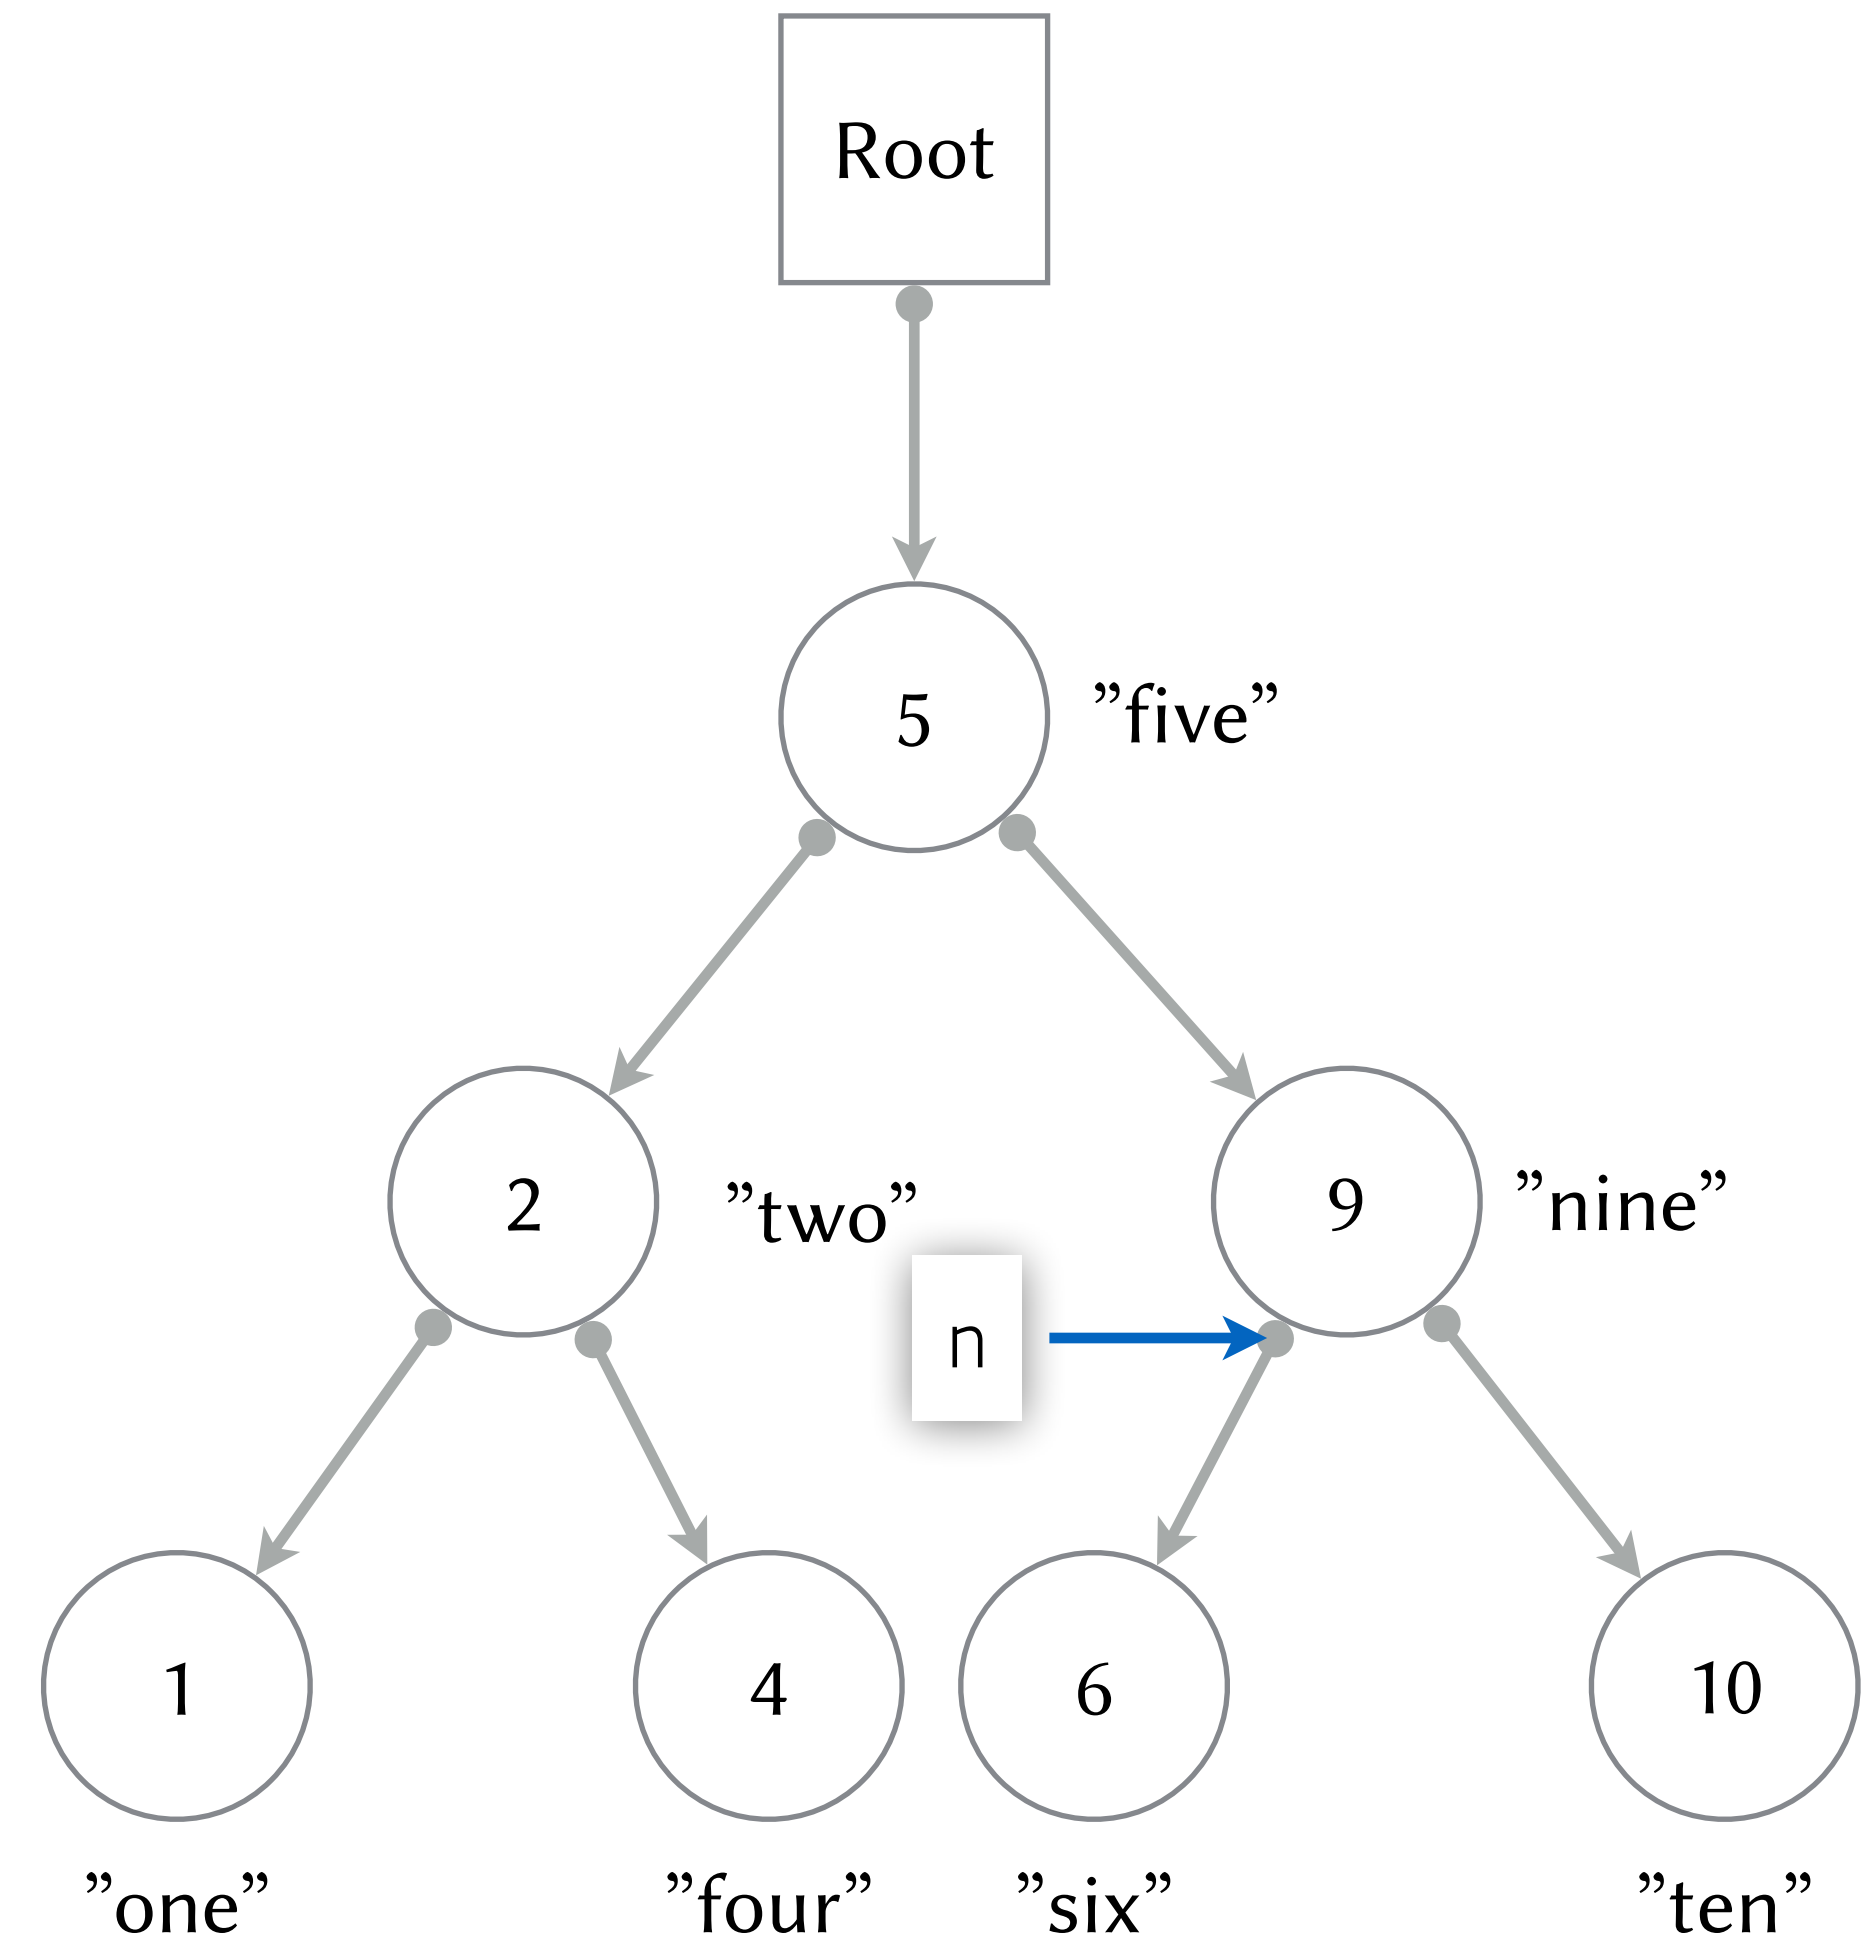 Root
5
”five”
2
”two”
9
”nine”
n
1
4
6
10
”one”
”four”
”six”
”ten”